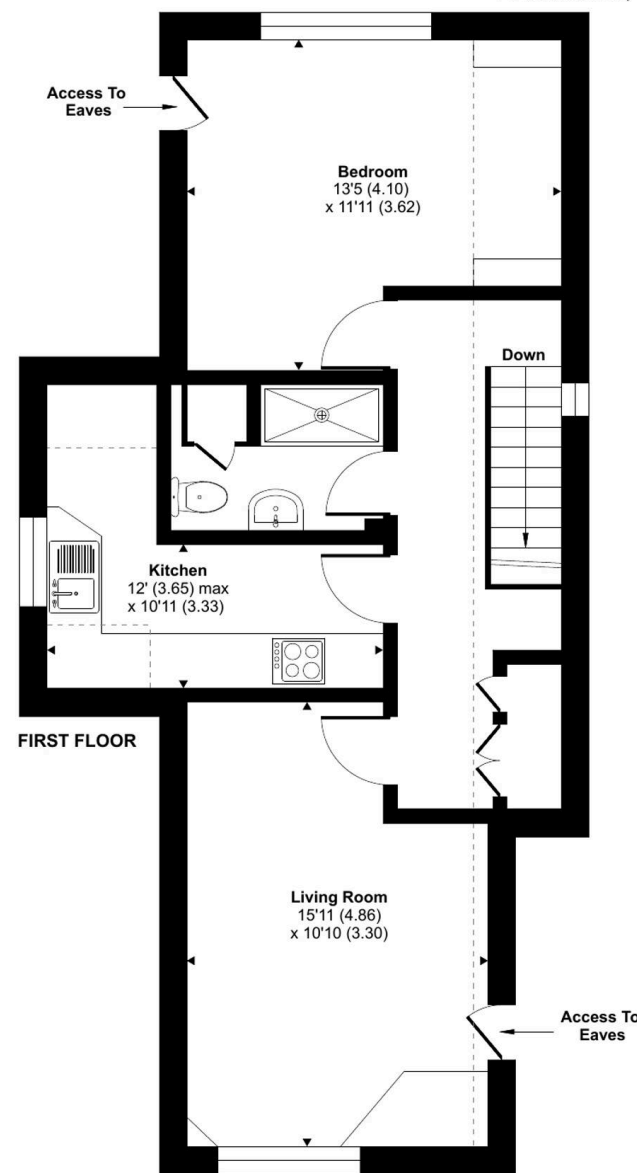 Access To
Eaves
Bedroom
13'5 (4.10)
x 11'11 (3.62)
Down
Kitchen
12' (3.65) max
x 10'11 (3.33)
FIRST FLOOR
Living Room
15'11 (4.86)
x 10'10 (3.30)
Access To
Eaves